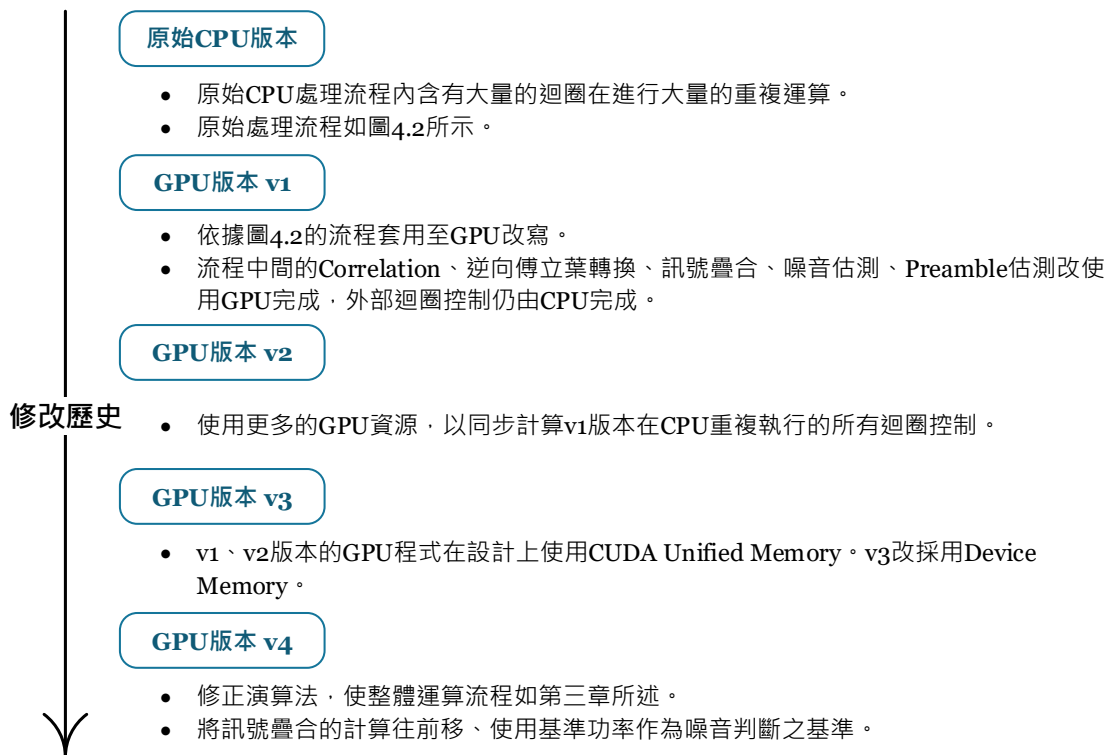 原始CPU版本
● 原始CPU處理流程內含有大量的迴圈在進行大量的重複運算。
● 原始處理流程如圖4.2所示。
GPU版本 v1
● 依據圖4.2的流程套用至GPU改寫。
● 流程中間的Correlation、逆向傅立葉轉換、訊號疊合、噪音估測、Preamble估測改使
用GPU完成，外部迴圈控制仍由CPU完成。
GPU版本 v2
修改歷史
● 使用更多的GPU資源，以同步計算v1版本在CPU重複執行的所有迴圈控制。
GPU版本 v3
● v1、v2版本的GPU程式在設計上使用CUDA Unified Memory。v3改採用Device
Memory。
GPU版本 v4
● 修正演算法，使整體運算流程如第三章所述。
● 將訊號疊合的計算往前移、使用基準功率作為噪音判斷之基準。